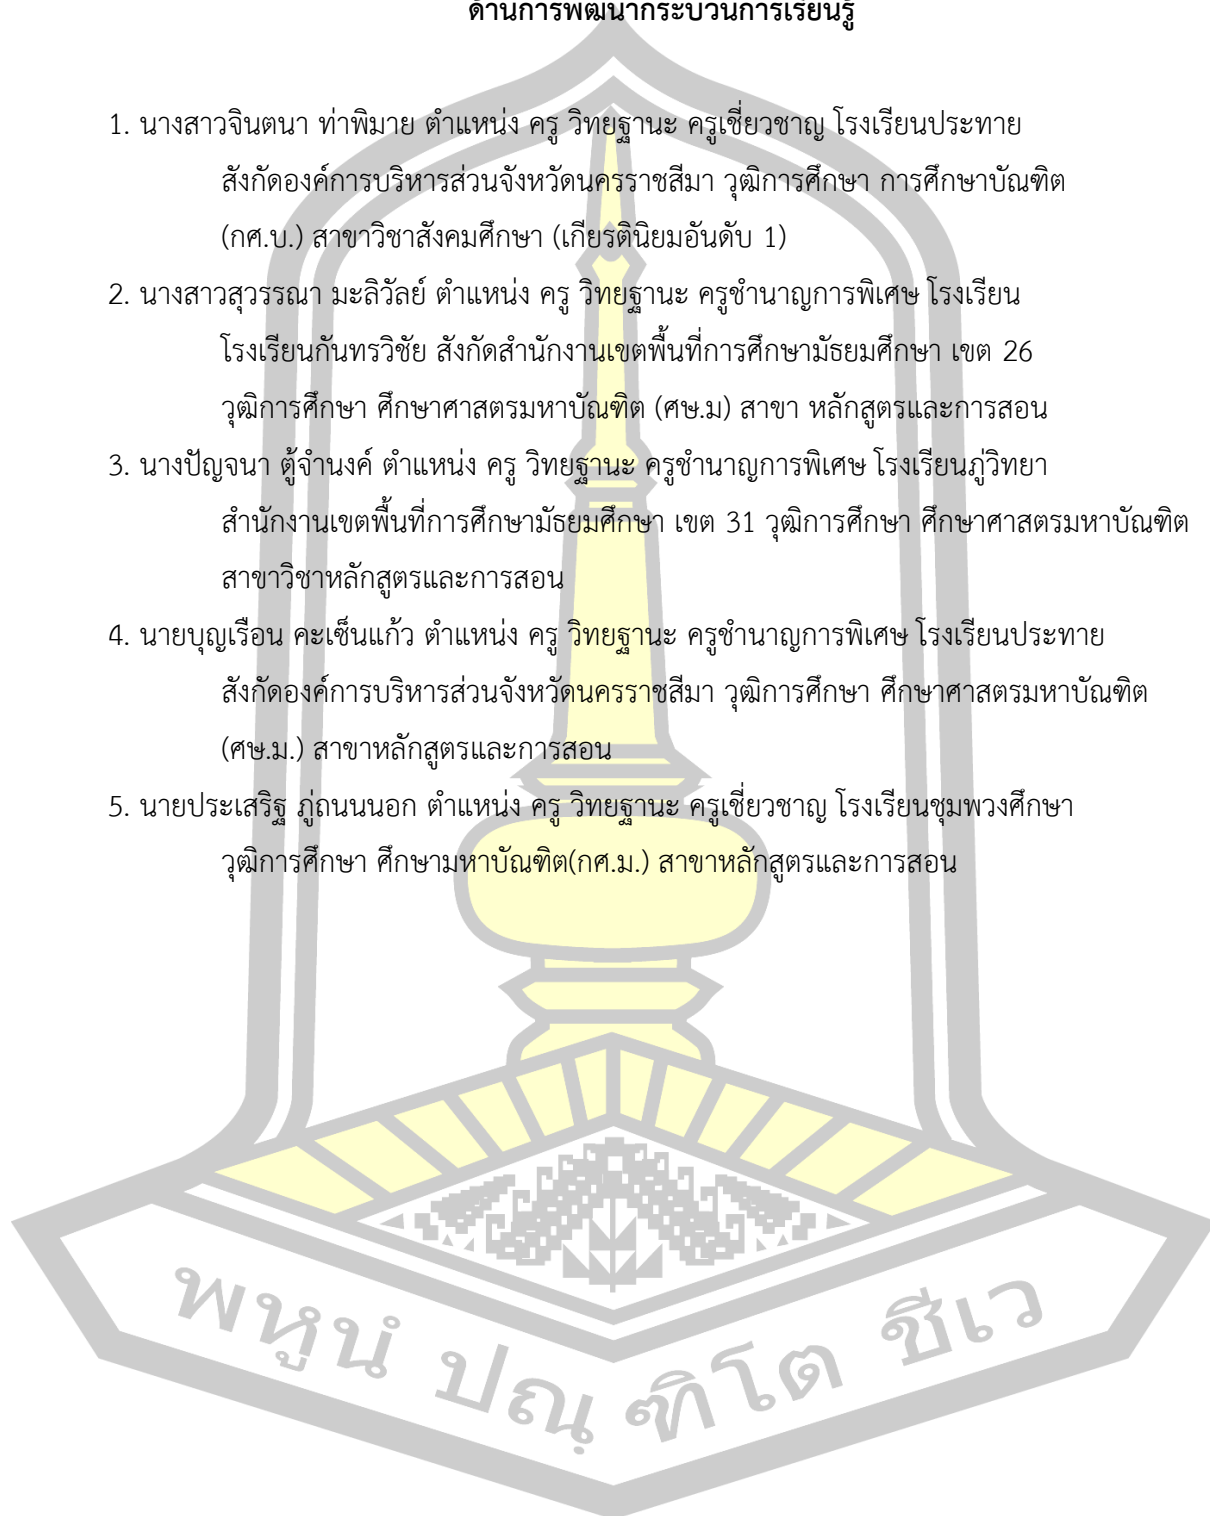 ด้านการพัฒนากระบวนการเรียนรู้
1. นางสาวจินตนา ท่าพิมาย ตำแหน่ง ครู วิทยฐานะ ครูเชี่ยวชาญ โรงเรียนประทาย
สังกัดองค์การบริหารส่วนจังหวัดนครราชสีมา วุฒิการศึกษา การศึกษาบัณฑิต
(กศ.บ.) สาขาวิชาสังคมศึกษา (เกียรตินิยมอันดับ 1)
2. นางสาวสุวรรณา มะลิวัลย์ ตำแหน่ง ครู วิทยฐานะ ครูชำนาญการพิเศษ โรงเรียน
โรงเรียนกันทรวิชัย สังกัดสำนักงานเขตพื้นที่การศึกษามัธยมศึกษา เขต 26
วุฒิการศึกษา ศึกษาศาสตรมหาบัณฑิต (ศษ.ม) สาขา หลักสูตรและการสอน
3. นางปัญจนา ตู้จำนงค์ ตำแหน่ง ครู วิทยฐานะ ครูชำนาญการพิเศษ โรงเรียนภู่วิทยา
สำนักงานเขตพื้นที่การศึกษามัธยมศึกษา เขต 31 วุฒิการศึกษา ศึกษาศาสตรมหาบัณฑิต
สาขาวิชาหลักสูตรและการสอน
4. นายบุญเรือน คะเซ็นแก้ว ตำแหน่ง ครู วิทยฐานะ ครูชำนาญการพิเศษ โรงเรียนประทาย
สังกัดองค์การบริหารส่วนจังหวัดนครราชสีมา วุฒิการศึกษา ศึกษาศาสตรมหาบัณฑิต
(ศษ.ม.) สาขาหลักสูตรและการสอน
5. นายประเสริฐ ภู่ถนนนอก ตำแหน่ง ครู วิทยฐานะ ครูเชี่ยวชาญ โรงเรียนชุมพวงศึกษา
วุฒิการศึกษา ศึกษามหาบัณฑิต(กศ.ม.) สาขาหลักสูตรและการสอน
พหูนํ ปณฺ ฑิโต ชีเว